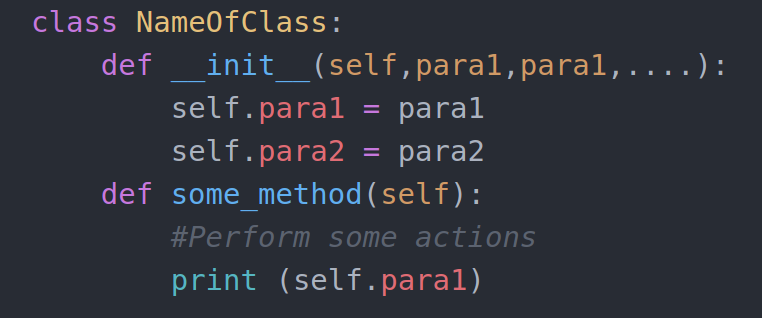 class NameOfClass:
    def __init__(self,para1,para1,....):
        self.para1 = para1
        self.para2 = para2
    def some_method(self):
        #Perform some actions
        print (self.para1)